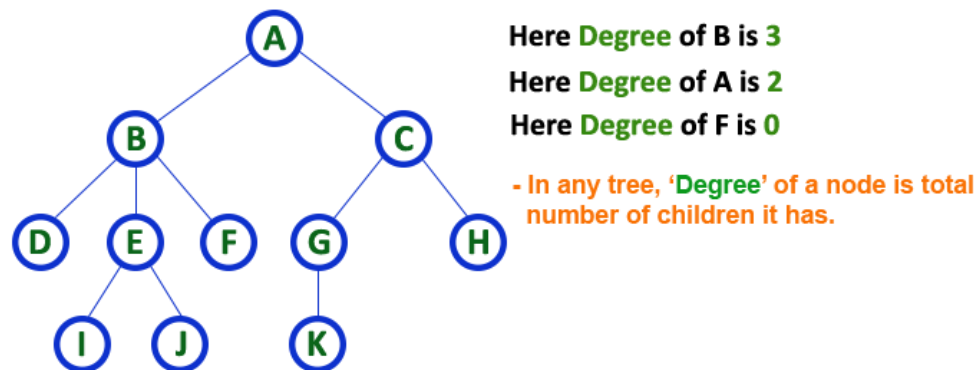 A
Here Degree of B is 3
Here Degree of A is 2
B C
Here Degree of F is 0
- In any tree, ‘Degree’ of a node is total
number of children it has.
D E F G H
I J K